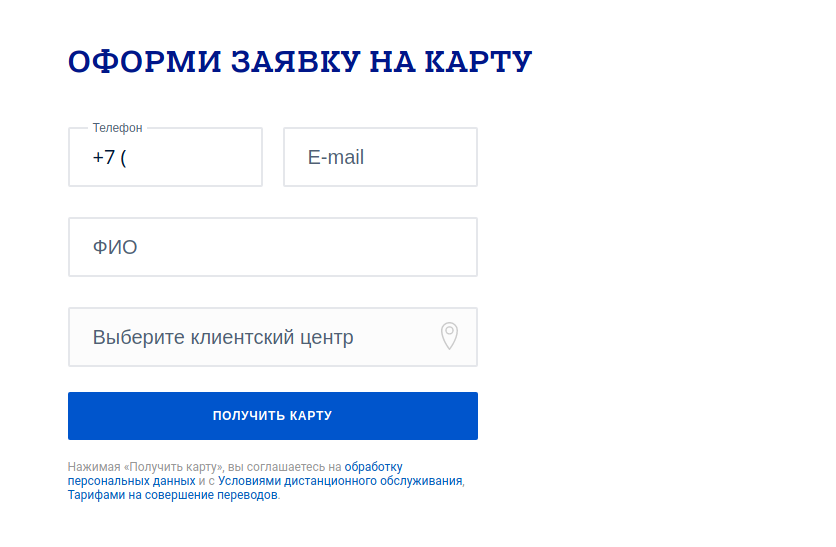 ОФОРМИ ЗАЯВКУ НА КАРТУ
Телефон
+7 (
E-mail
ФИО
Выберите клиентский центр
ПОЛУЧИТЬ КАРТУ
Нажимая «Получить карту», вы соглашаетесь на обработку
персональных данных и с Условиями дистанционного обслуживания,
Тарифами на совершение переводов.